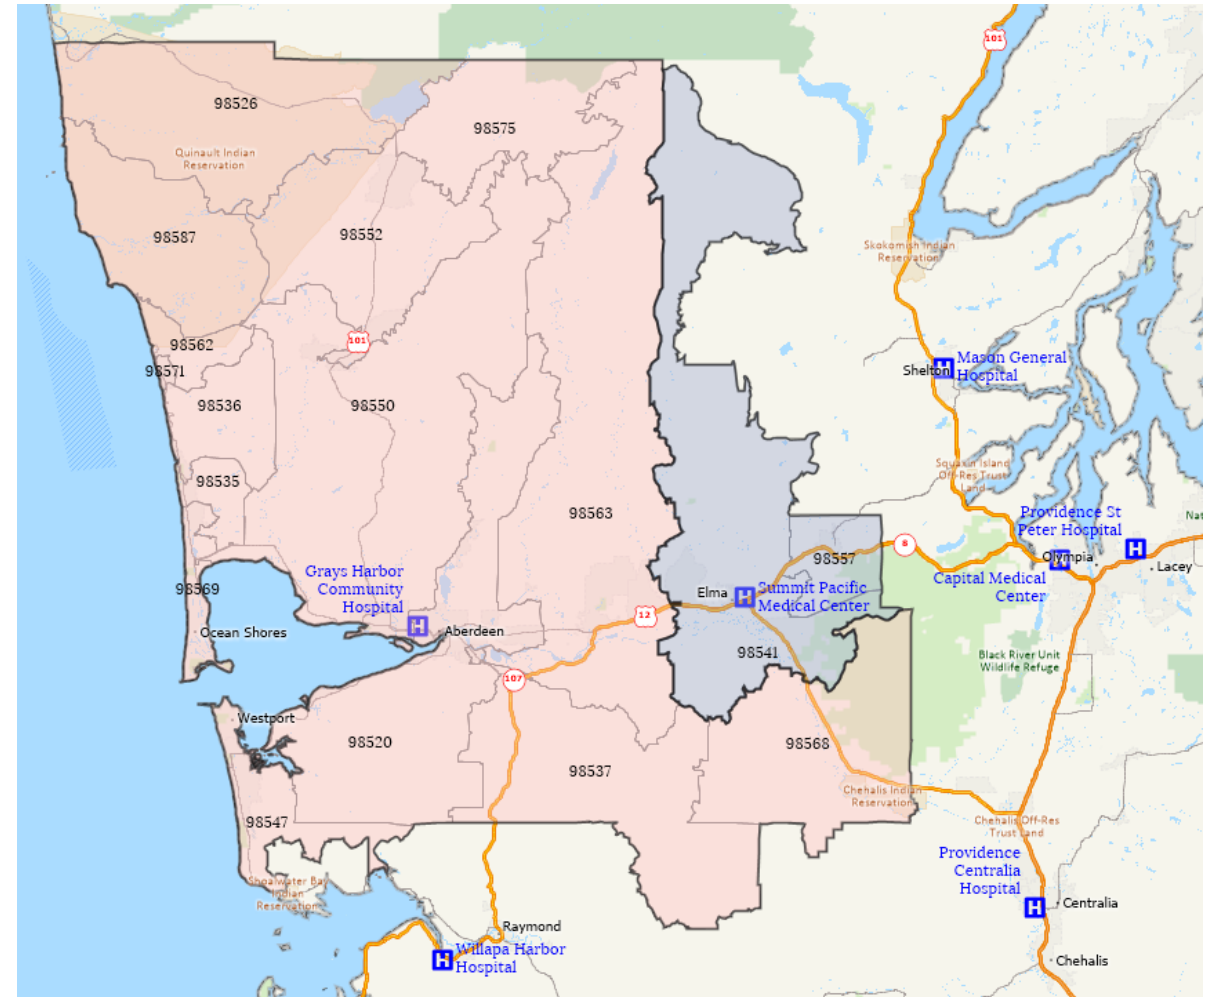 101
98526
98575
Quinault Indian
Reservation
98587
98552
Skokomish Indian
Reservation
98562
101
98571
Shelton
H
Mason General
Hospital
98536
98550
98535
Squaxin Island
Off-Res Trust
Land
98563
Providence St
Peter Hospital
Nat
8
H
98557
Olympia
H
Lacey
Grays Harbor
Community
Hospital
98569
Elma
H
Summit Pacific
Medical Center
Capital Medical
Center
12
H
Ocean Shores
Aberdeen
98541
Black River Unit
Wildlife Refuge
107
Westport
98520
98568
98537
Chehalis Indian
Reservation
98547
Chehalis Off-Res
Trust Land
Providence
Centralia
Hospital
Shoalwater Bay
Indian
Reservation
H
Centralia
Raymond
H
Willapa Harbor
Hospital
Chehalis